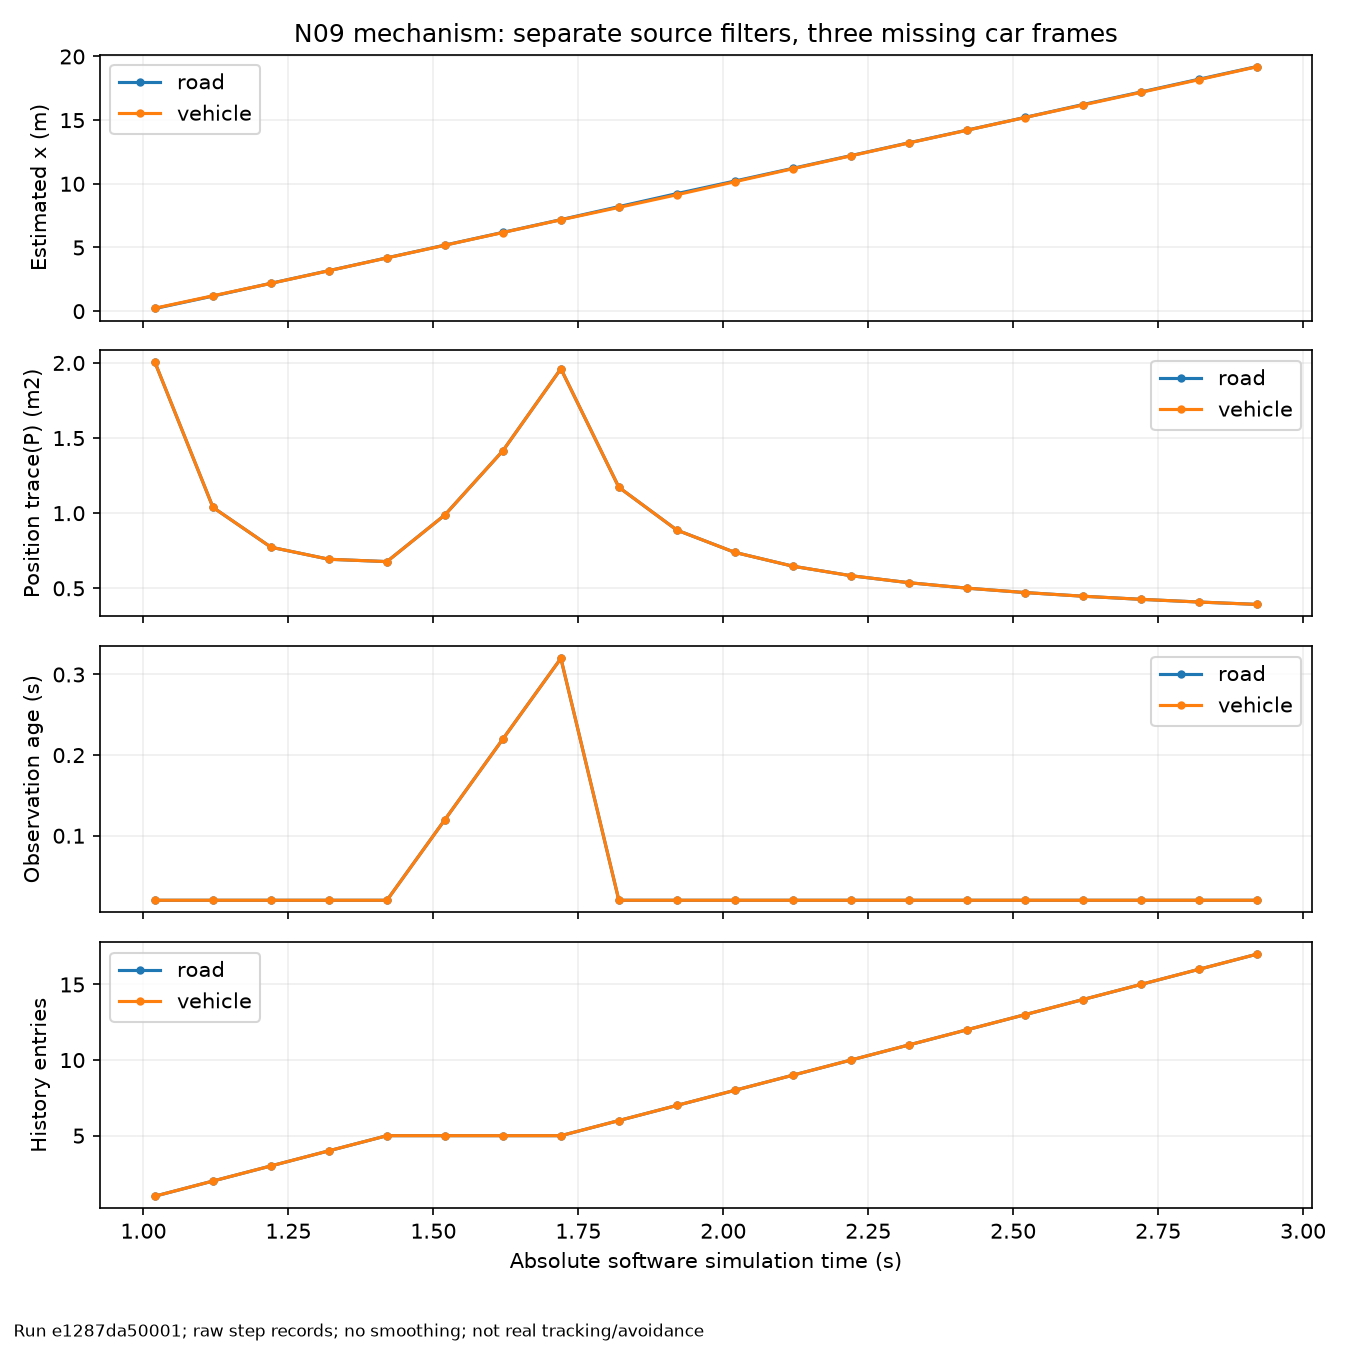 N09 mechanism: separate source filters, three missing car frames
Estimated x (m)
20
15
10
5
0
road
vehicle
Position trace(P) (m2)
2.0
1.5
1.0
0.5
road
vehicle
Observation age (s)
0.3
0.2
0.1
road
vehicle
History entries
15
10
5
road
vehicle
1.00 1.25 1.50 1.75 2.00 2.25 2.50 2.75 3.00
Absolute software simulation time (s)
Run e1287da50001; raw step records; no smoothing; not real tracking/avoidance